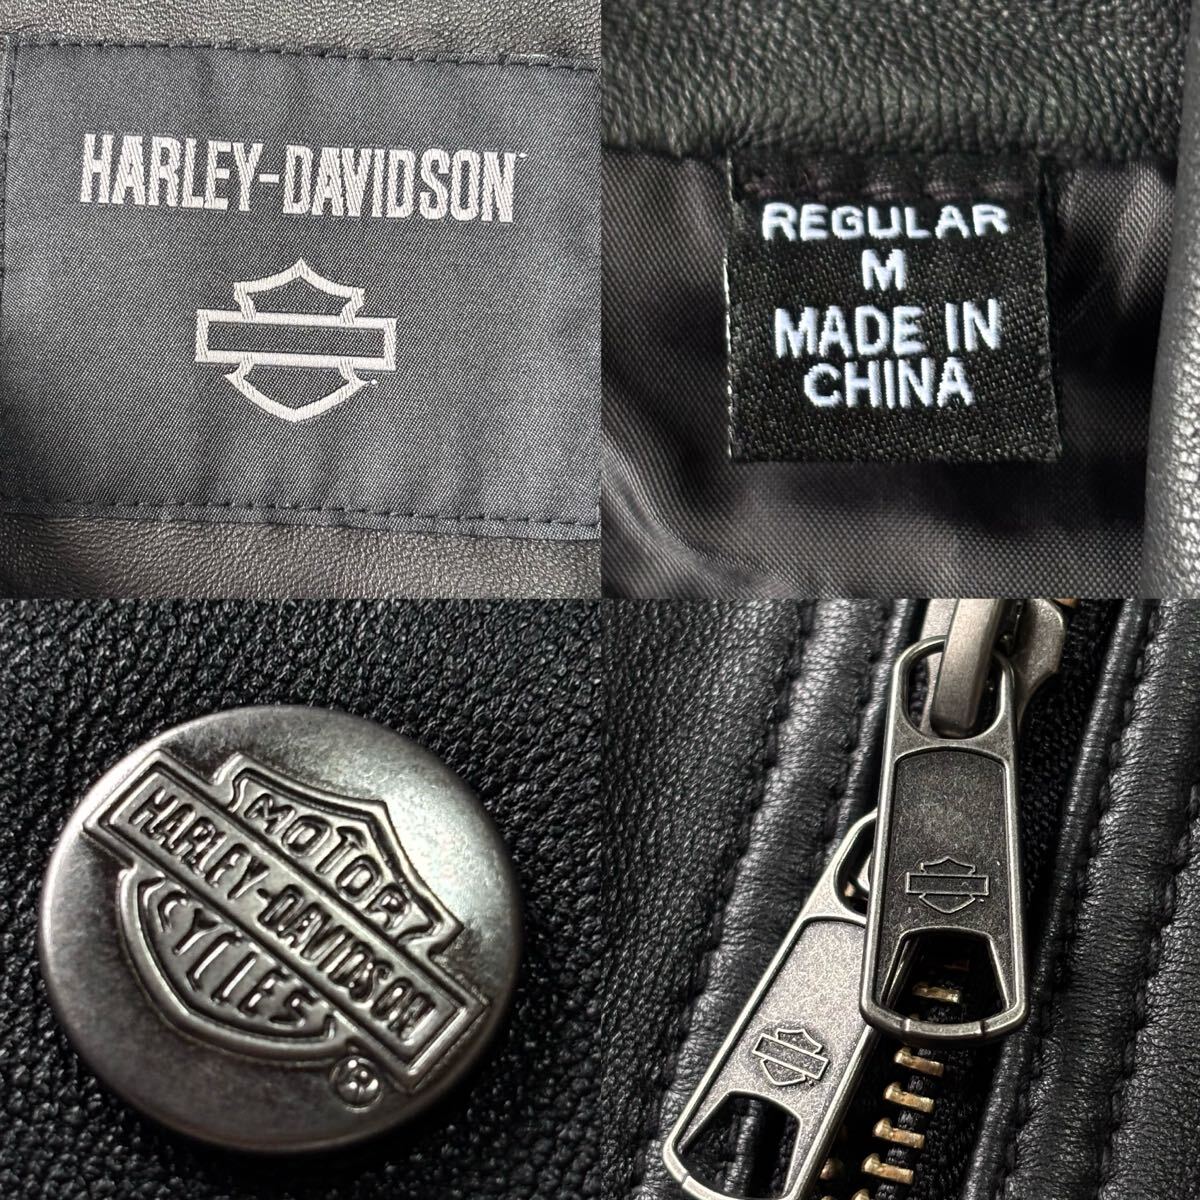 HARLEY-DAVIDSON
REGULAR
M
MADE IN
CHINA
MOTOR
HARLEY-DAVIDSON
CYCLES
®